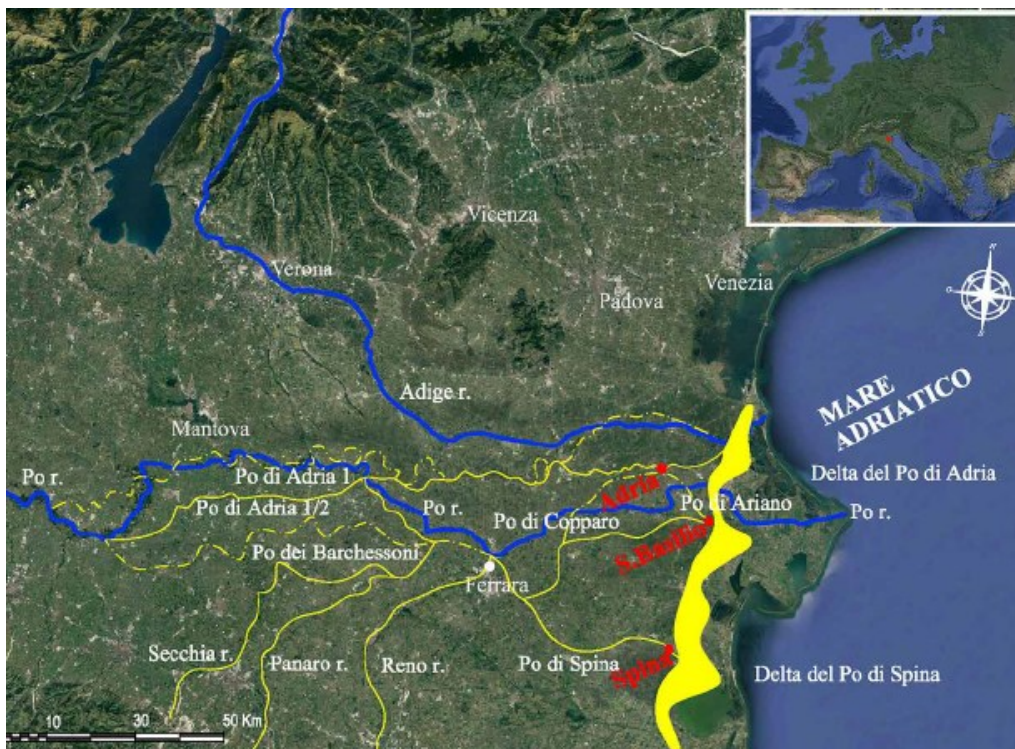 Vicenza
Venezia
Verona
Padova
MARE
ADRIATICO
Adige r.
Mantova
Po r.
Po di Adria 1
Adria
Delta del Po di Adria
Po di Adria 1/2
Po r.
Po di Copparo
Po di Ariano
Po r.
S.Basilio
Po dei Barchessoni
Ferrara
Secchia r.
Panaro r.
Reno r.
Po di Spina
Spina
Delta del Po di Spina
10 30 50 Km